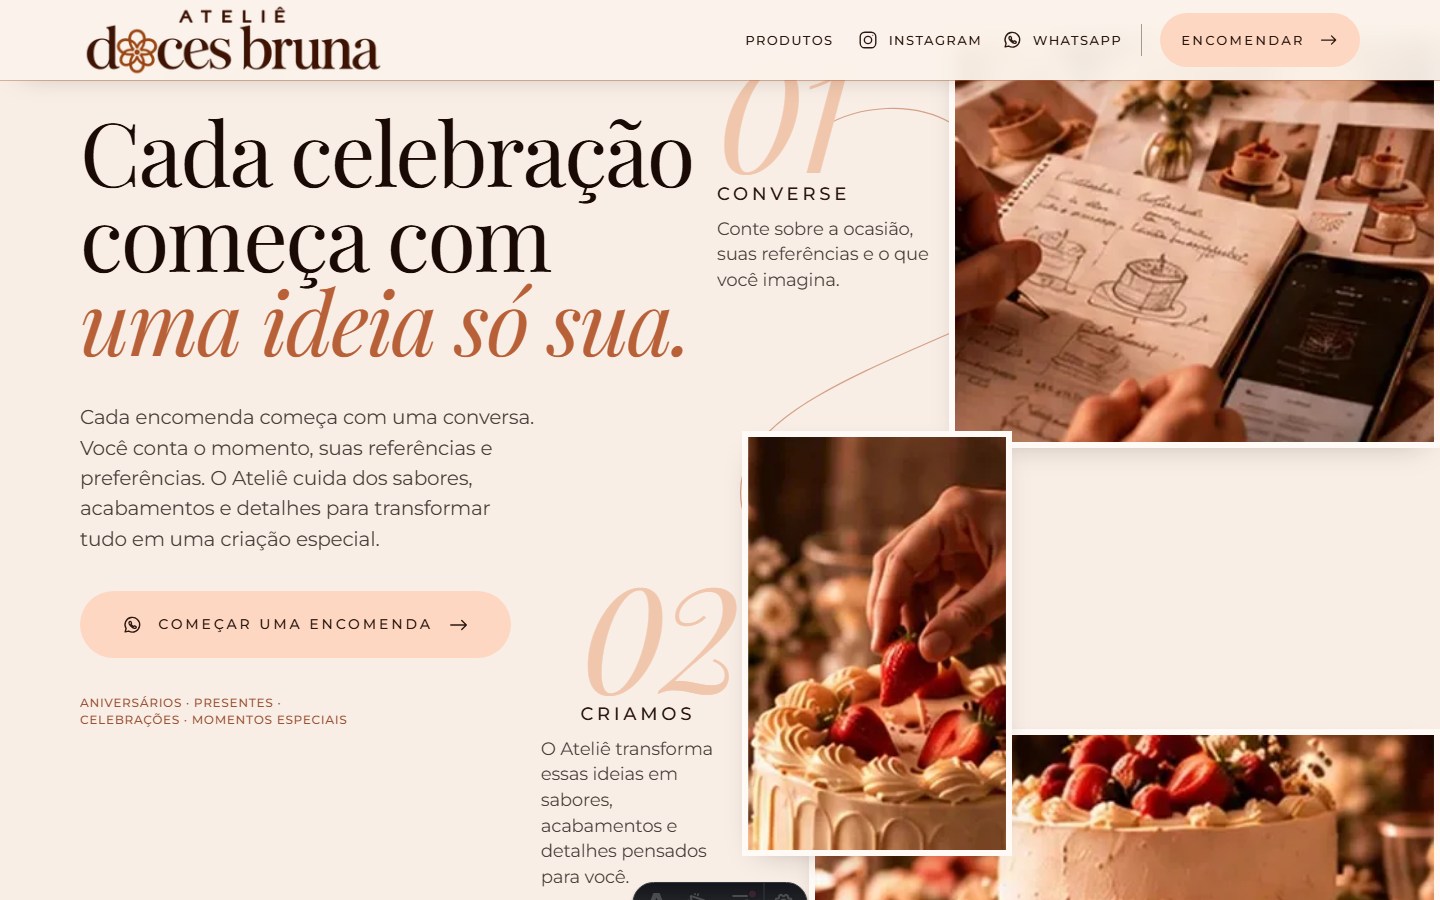 ATELIÊ
doces bruna
PRODUTOS
INSTAGRAM
WHATSAPP
ENCOMENDAR
Cada celebração
começa com
uma ideia só sua.
Cada encomenda começa com uma conversa.
Você conta o momento, suas referências e
preferências. O Ateliê cuida dos sabores,
acabamentos e detalhes para transformar
tudo em uma criação especial.
COMEÇAR UMA ENCOMENDA
ANIVERSÁRIOS · PRESENTES ·
CELEBRAÇÕES · MOMENTOS ESPECIAIS
01
CONVERSE
Conte sobre a ocasião,
suas referências e o que
você imagina.
02
CRIAMOS
O Ateliê transforma
essas ideias em
sabores,
acabamentos e
detalhes pensados
para você.